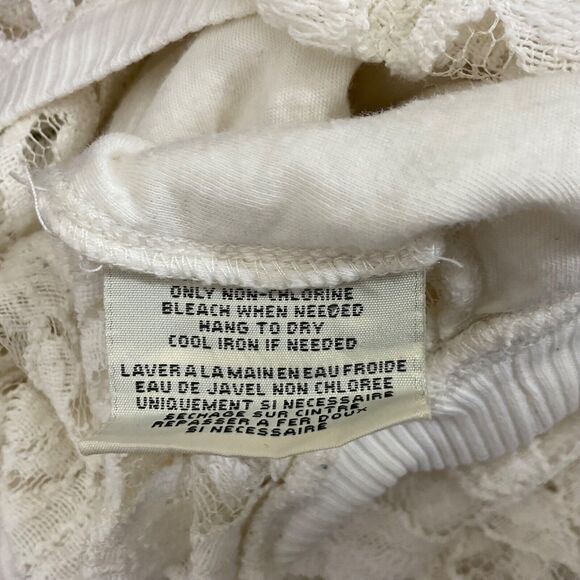 ONLY NON-CHLORINE
BLEACH WHEN NEEDED
HANG TO DRY
COOL IRON IF NEEDED
LAVER A LA MAIN EN EAU FROIDE
EAU DE JAVEL NON CHLOREE
UNIQUEMENT SI NECESSAIRE
SECHAGE SUR CINTRE
REPASSER A FER DOUX
SI NECESSAIRE